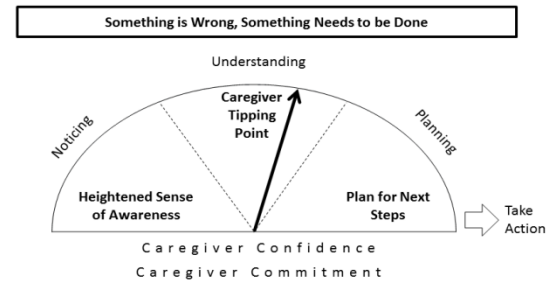 Something is Wrong, Something Needs to be Done
Understanding
Noticing
Planning
Caregiver
Tipping
Point
Heightened Sense
of Awareness
Plan for Next
Steps
Take
Action
Caregiver Confidence
Caregiver Commitment